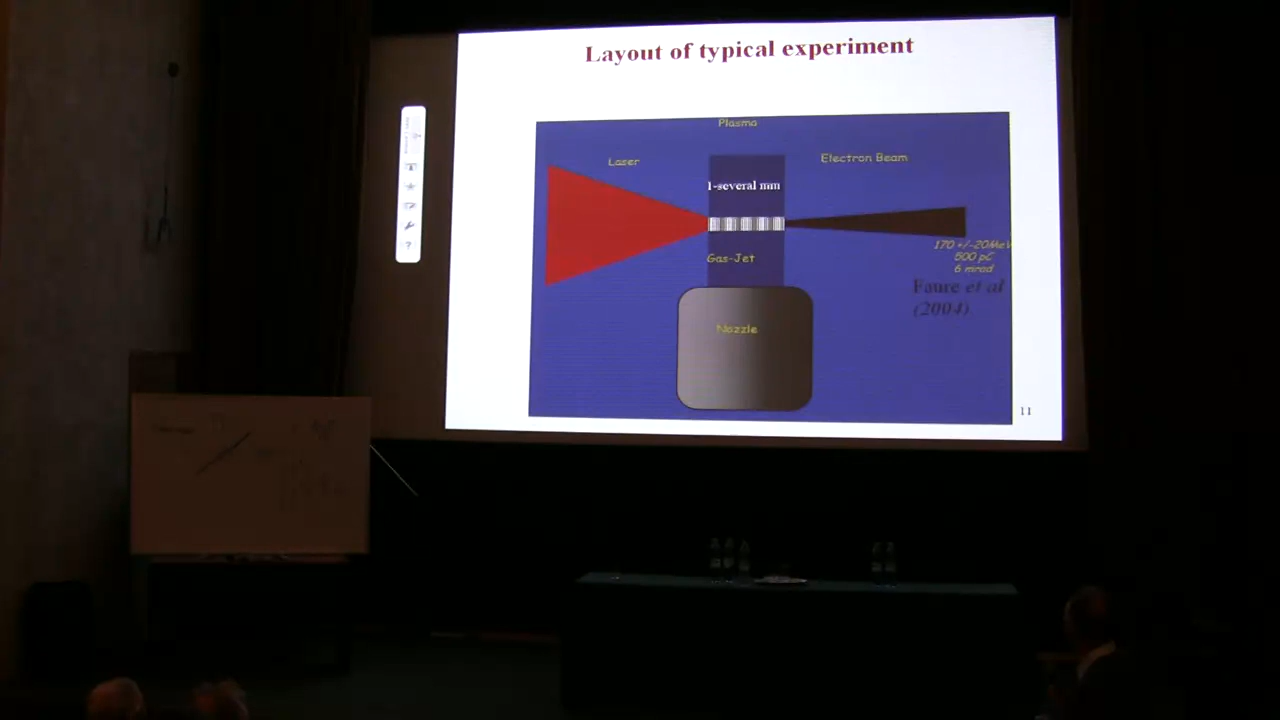 Layout of typical experiment
Plasma
Laser
Electron Beam
1-several mm
Gas-Jet
170 +/-20MeV
500 pC
6 mrad
Faure et al
(2004)
Nozzle
11
?